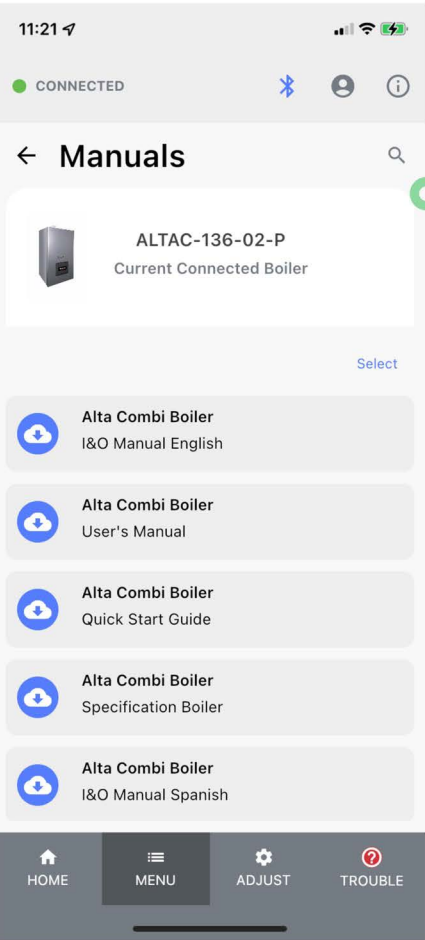 11:21
CONNECTED
Manuals
ALTAC-136-02-P
Current Connected Boiler
Select
Alta Combi Boiler
I&O Manual English
Alta Combi Boiler
User's Manual
Alta Combi Boiler
Quick Start Guide
Alta Combi Boiler
Specification Boiler
Alta Combi Boiler
I&O Manual Spanish
HOME
MENU
ADJUST
TROUBLE